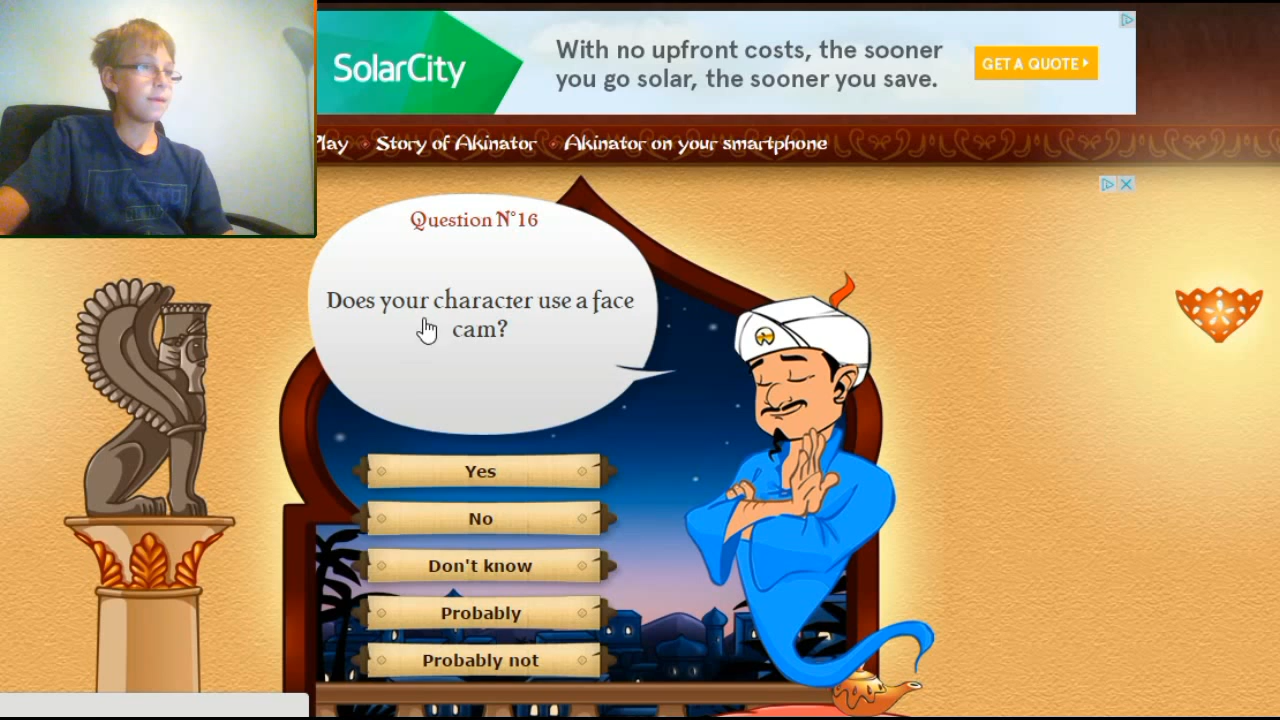 SolarCity
With no upfront costs, the sooner
you go solar, the sooner you save.
GET A QUOTE
Play
Story of Akinator
Akinator on your smartphone
Question N°16
Does your character use a face
cam?
Yes
No
Don't know
Probably
Probably not